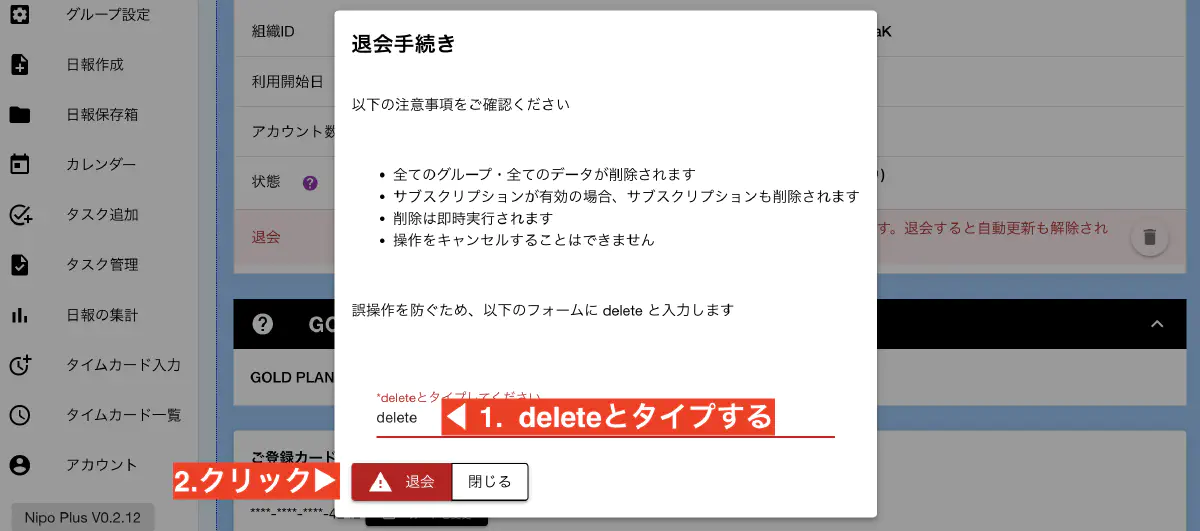 グループ設定
日報作成
日報保存箱
カレンダー
タスク追加
タスク管理
日報の集計
タイムカード入力
タイムカード一覧
アカウント
Nipo Plus V0.2.12
組織ID
aK
利用開始日
アカウント数
状態
退会
す。退会すると自動更新も解除され
GO
GOLD PLAN
ご登録カード
****-****-****-4
退会手続き
以下の注意事項をご確認ください
• 全てのグループ・全てのデータが削除されます
• サブスクリプションが有効の場合、サブスクリプションも削除されます
• 削除は即時実行されます
• 操作をキャンセルすることはできません
誤操作を防ぐため、以下のフォームに delete と入力します
*deleteとタイプしてください
delete
◀ 1. deleteとタイプする
2.クリック▶
退会
閉じる